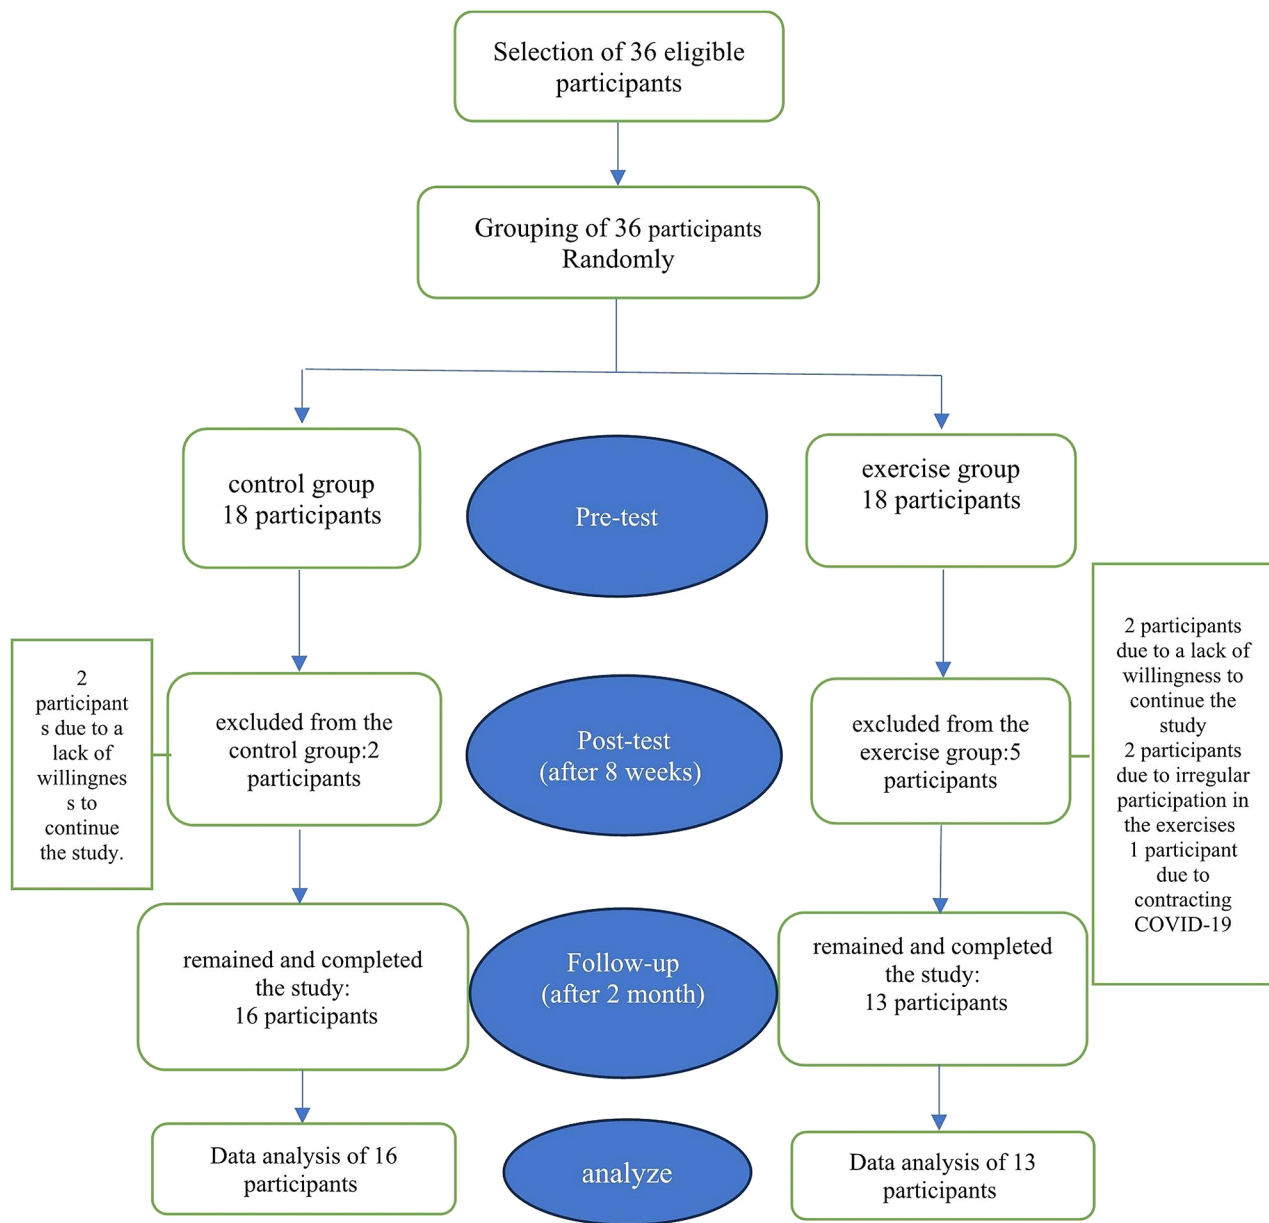 Selection of 36 eligible
participants
Grouping of 36 participants
Randomly
control group
18 participants
Pre-test
exercise group
18 participants
2
participant
s due to a
lack of
willingnes
s to
continue
the study.
excluded from the
control group:2
participants
Post-test
(after 8 weeks)
excluded from the
exercise group:5
participants
2 participants
due to a lack of
willingness to
continue the
study
2 participants
due to irregular
participation in
the exercises
1 participant
due to
contracting
COVID-19
remained and completed
the study:
16 participants
Follow-up
(after 2 month)
remained and completed
the study:
13 participants
Data analysis of 16
participants
analyze
Data analysis of 13
participants